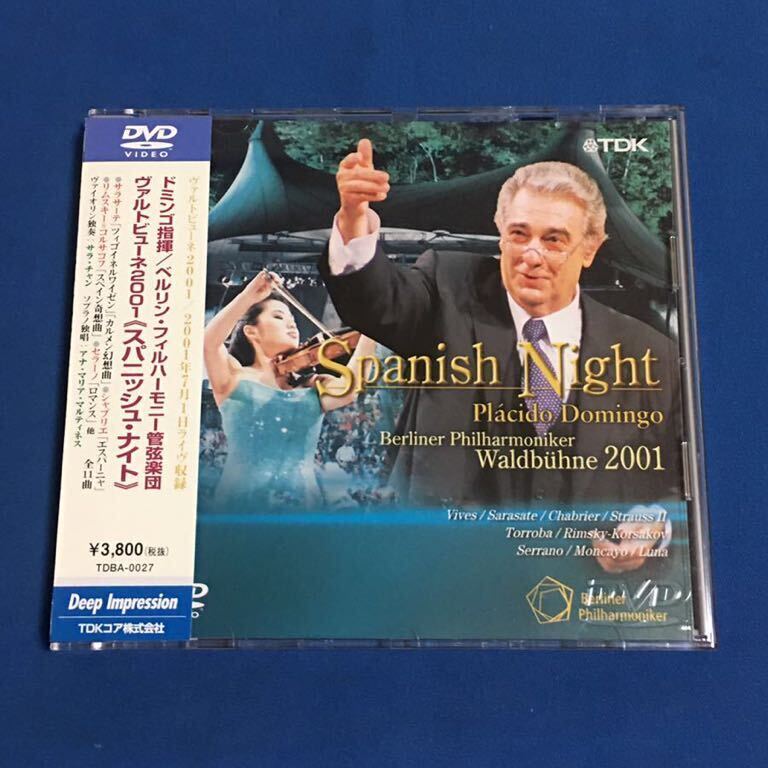 DVD
VIDEO
ヴァルトビューネ2001/2001年7月1日ライヴ収録
ドミンゴ指揮/ベルリン・フィルハーモニー管弦楽団
ヴァルトビューネ2001《スパニッシュ・ナイト》
●サラサーテ「ツィゴイネルワイゼン」「カルメン幻想曲」●シャブリエ「エスパーニャ」
●リムスキー=コルサコフ「スペイン奇想曲」●セラーノ「ロマンス」他 全11曲
ヴァイオリン独奏:サラ・チャン ソプラノ独唱:アナ・マリア・マルティネス
¥3,800(税抜)
TDBA-0027
Deep Impression
TDKコア株式会社
TDK
Spanish Night
Plácido Domingo
Berliner Philharmoniker
Waldbühne 2001
Vives / Sarasate / Chabrier / Strauss II
Torroba / Rimsky-Korsakov
Serrano / Moncayo / Luna
Berliner
Philharmoniker